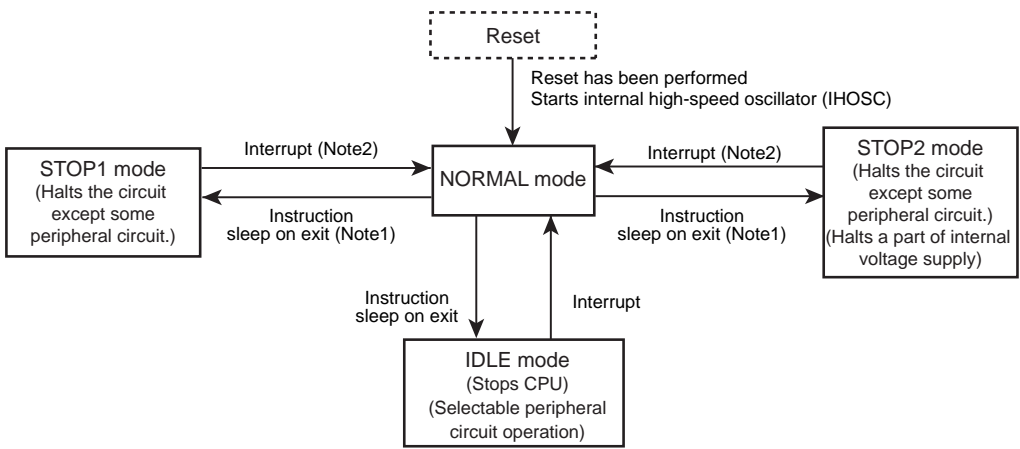 Reset
Reset has been performed
Starts internal high-speed oscillator (IHOSC)
STOP1 mode
(Halts the circuit
except some
peripheral circuit.)
Interrupt (Note2)
Instruction
sleep on exit (Note1)
NORMAL mode
Interrupt (Note2)
Instruction
sleep on exit (Note1)
STOP2 mode
(Halts the circuit
except some
peripheral circuit.)
(Halts a part of internal
voltage supply)
Instruction
sleep on exit
Interrupt
IDLE mode
(Stops CPU)
(Selectable peripheral
circuit operation)